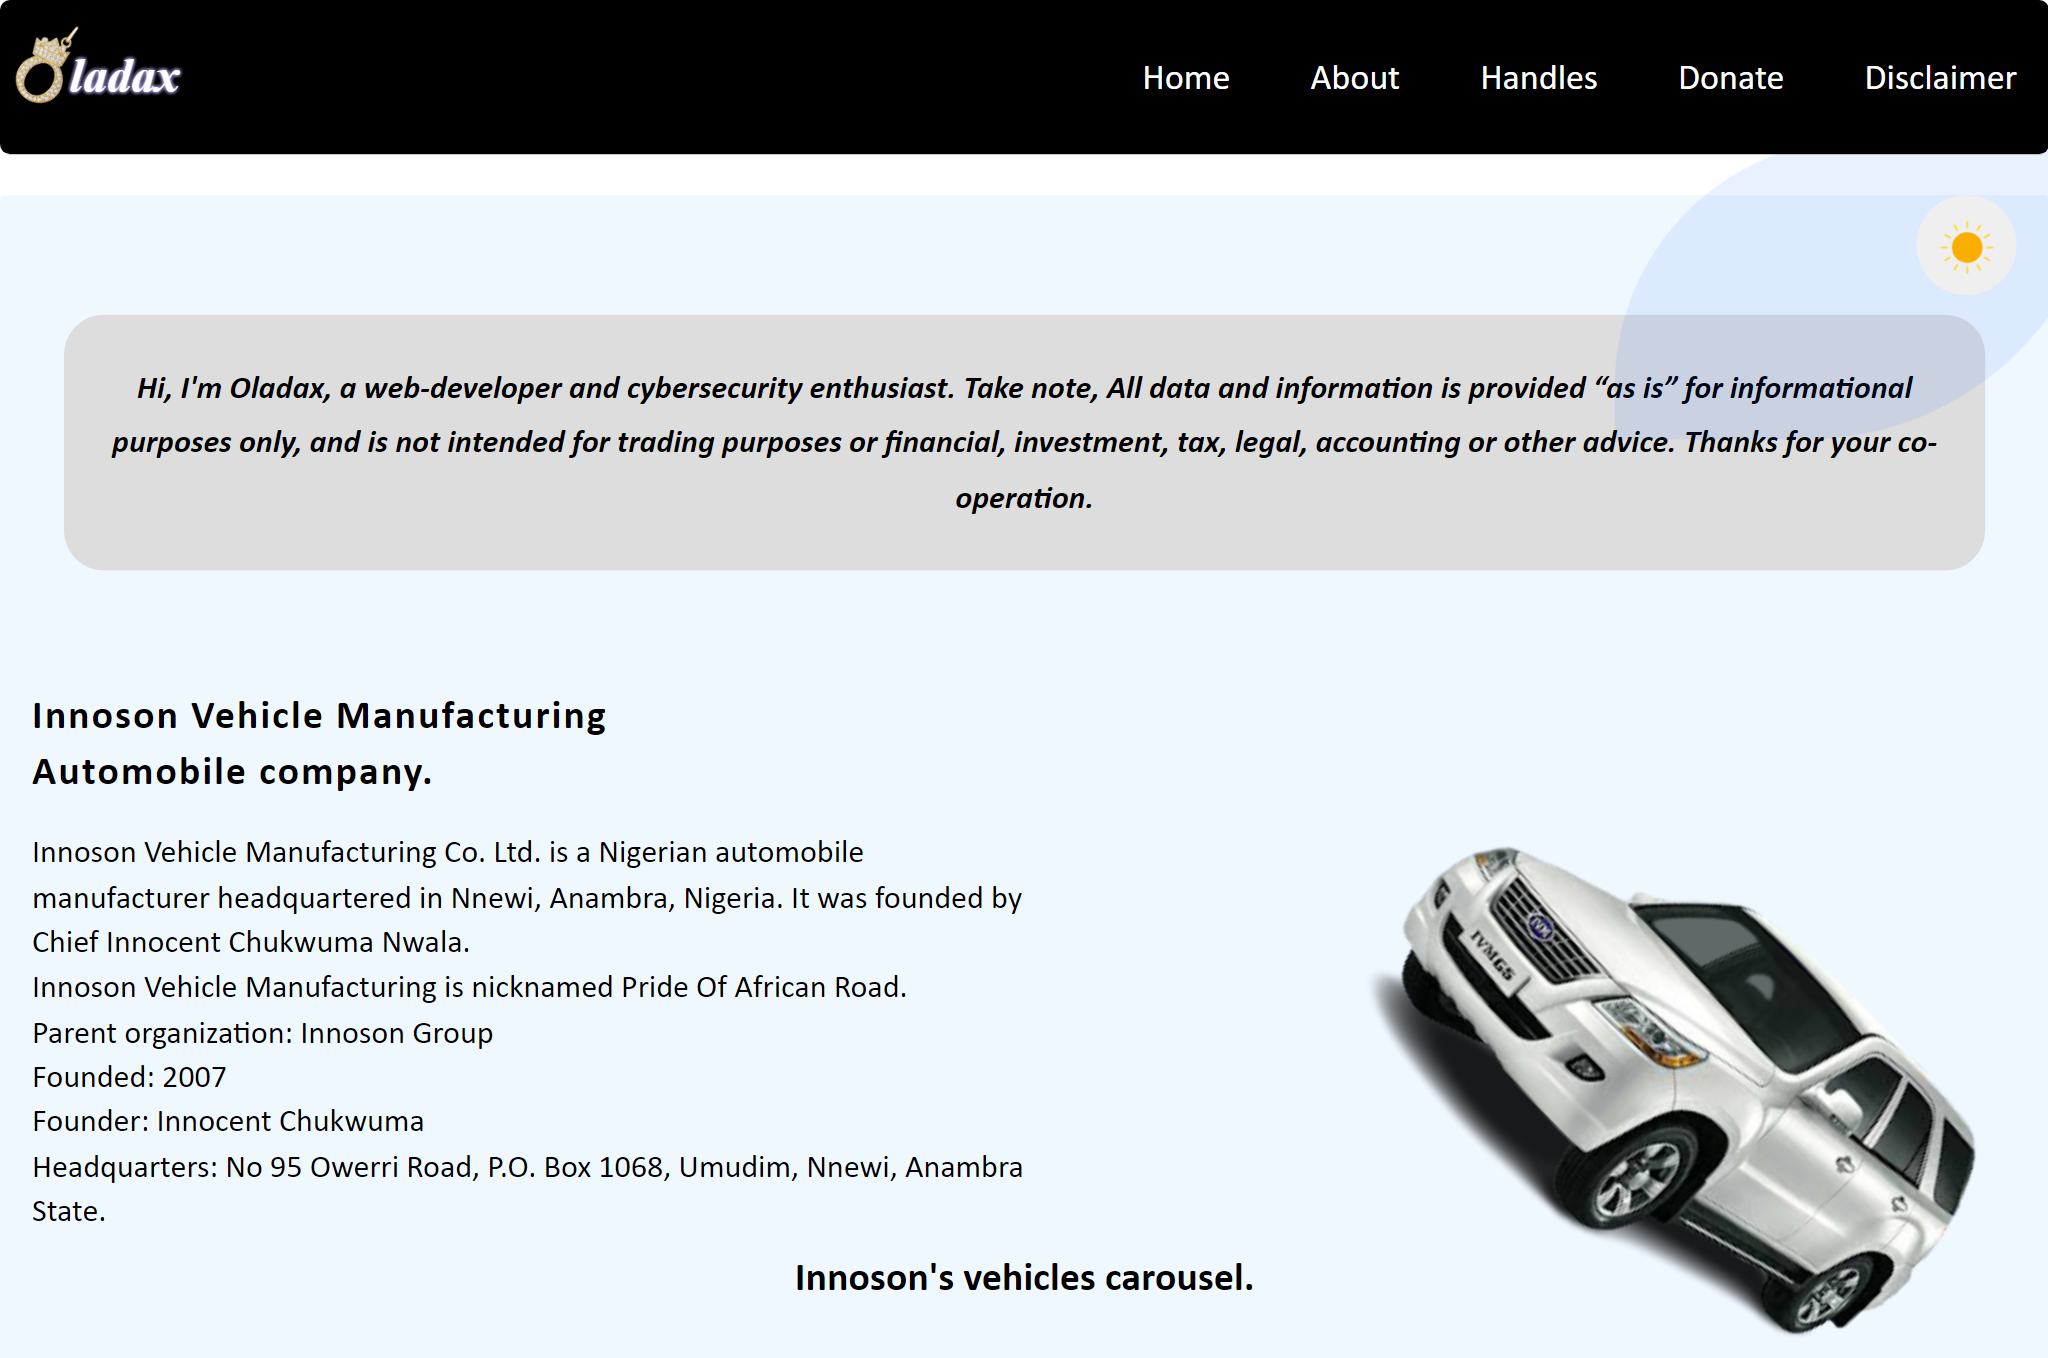 Oladax
Home About Handles Donate Disclaimer
Hi, I'm Oladax, a web-developer and cybersecurity enthusiast. Take note, All data and information is provided “as is” for informational
purposes only, and is not intended for trading purposes or financial, investment, tax, legal, accounting or other advice. Thanks for your co-
operation.
Innoson Vehicle Manufacturing
Automobile company.
Innoson Vehicle Manufacturing Co. Ltd. is a Nigerian automobile
manufacturer headquartered in Nnewi, Anambra, Nigeria. It was founded by
Chief Innocent Chukwuma Nwala.
Innoson Vehicle Manufacturing is nicknamed Pride Of African Road.
Parent organization: Innoson Group
Founded: 2007
Founder: Innocent Chukwuma
Headquarters: No 95 Owerri Road, P.O. Box 1068, Umudim, Nnewi, Anambra
State.
IVM
IVMG5
Innoson's vehicles carousel.